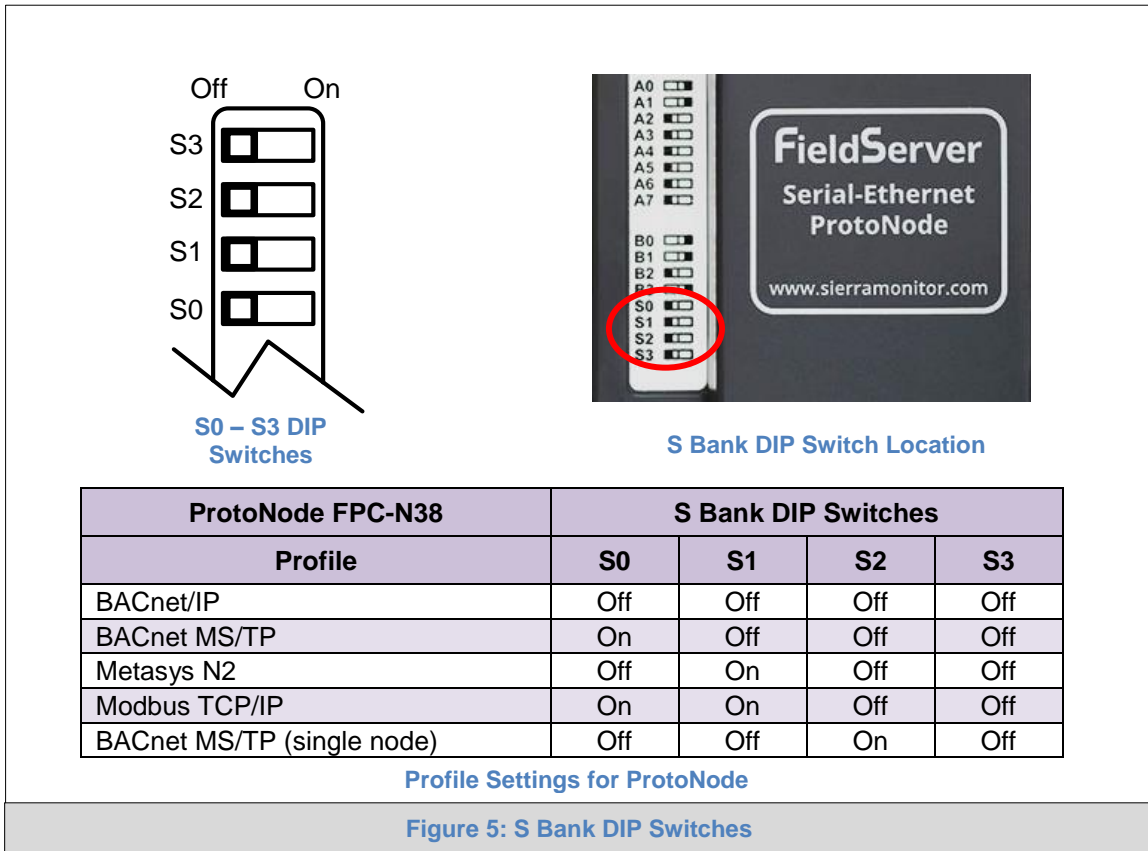 Off On
S3
S2
S1
S0
S0 – S3 DIP
Switches
A0
A1
A2
A3
A4
A5
A6
A7
B0
B1
B2
B3
S0
S1
S2
S3
FieldServer
Serial-Ethernet
ProtoNode
www.sierramonitor.com
S Bank DIP Switch Location
ProtoNode FPC-N38 S Bank DIP Switches
Profile S0 S1 S2 S3
BACnet/IP Off Off Off Off
BACnet MS/TP On Off Off Off
Metasys N2 Off On Off Off
Modbus TCP/IP On On Off Off
BACnet MS/TP (single node) Off Off On Off
Profile Settings for ProtoNode
Figure 5: S Bank DIP Switches